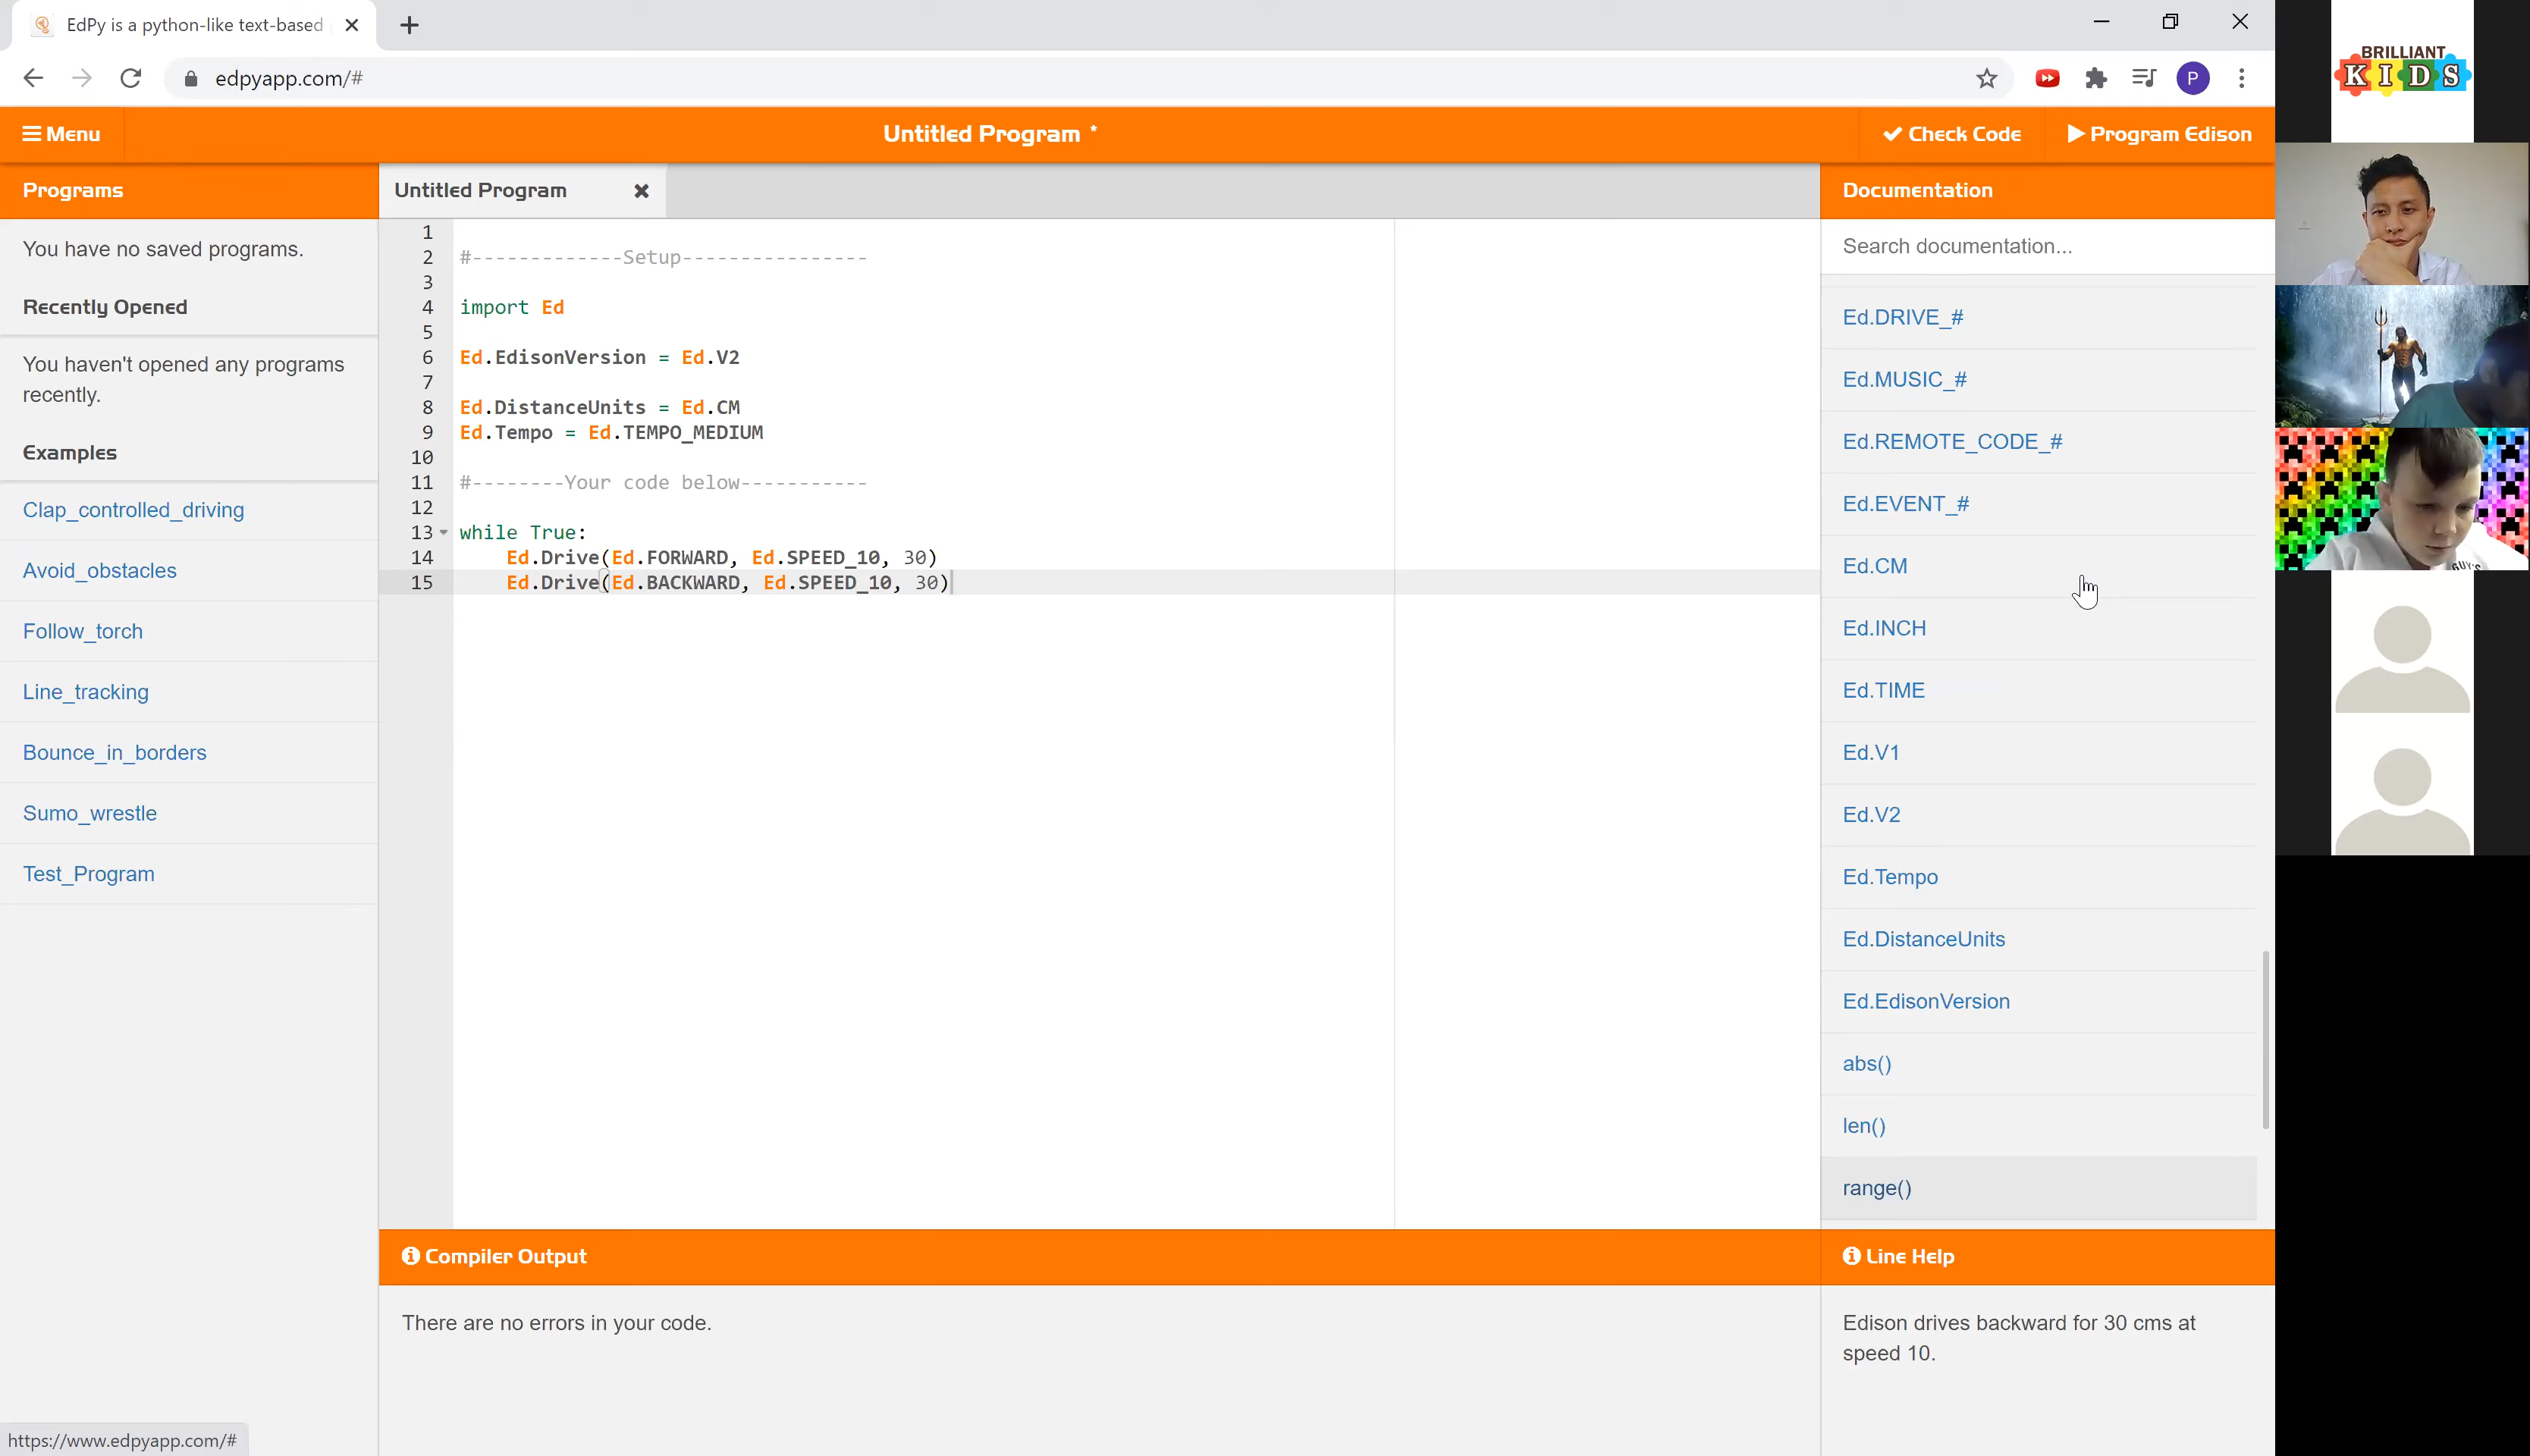 EdPy is a python-like text-based
edpyapp.com/#
P
Menu
Untitled Program *
Check Code
Program Edison
Programs
You have no saved programs.
Recently Opened
You haven't opened any programs
recently.
Examples
Clap_controlled_driving
Avoid_obstacles
Follow_torch
Line_tracking
Bounce_in_borders
Sumo_wrestle
Test_Program
Untitled Program
1
2 #-------------Setup----------------
3
4 import Ed
5
6 Ed.EdisonVersion = Ed.V2
7
8 Ed.DistanceUnits = Ed.CM
9 Ed.Tempo = Ed.TEMPO_MEDIUM
10
11 #--------Your code below-----------
12
13 while True:
14 Ed.Drive(Ed.FORWARD, Ed.SPEED_10, 30)
15 Ed.Drive(Ed.BACKWARD, Ed.SPEED_10, 30)
Compiler Output
There are no errors in your code.
Documentation
Search documentation...
Ed.DRIVE_#
Ed.MUSIC_#
Ed.REMOTE_CODE_#
Ed.EVENT_#
Ed.CM
Ed.INCH
Ed.TIME
Ed.V1
Ed.V2
Ed.Tempo
Ed.DistanceUnits
Ed.EdisonVersion
abs()
len()
range()
Line Help
Edison drives backward for 30 cms at
speed 10.
https://www.edpyapp.com/#
BRILLIANT
KIDS
GUY'S